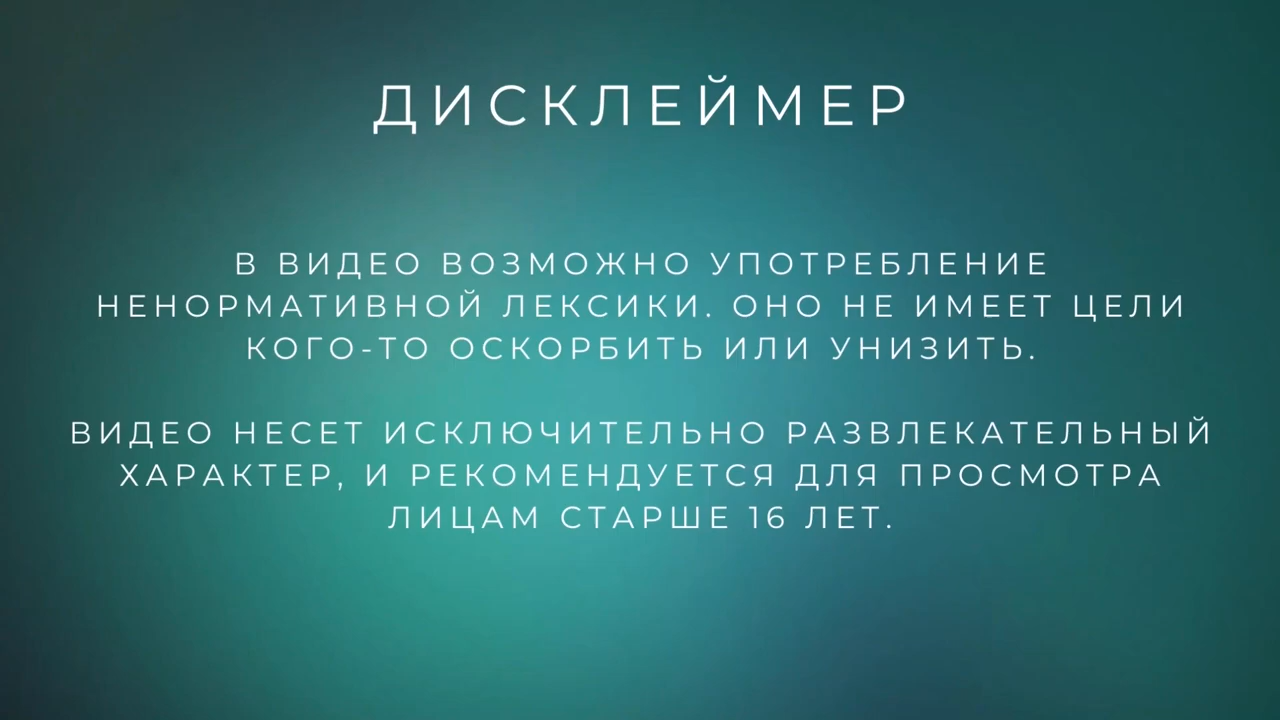 ДИСКЛЕЙМЕР
В ВИДЕО ВОЗМОЖНО УПОТРЕБЛЕНИЕ
НЕНОРМАТИВНОЙ ЛЕКСИКИ. ОНО НЕ ИМЕЕТ ЦЕЛИ
КОГО-ТО ОСКОРБИТЬ ИЛИ УНИЗИТЬ.
ВИДЕО НЕСЕТ ИСКЛЮЧИТЕЛЬНО РАЗВЛЕКАТЕЛЬНЫЙ
ХАРАКТЕР, И РЕКОМЕНДУЕТСЯ ДЛЯ ПРОСМОТРА
ЛИЦАМ СТАРШЕ 16 ЛЕТ.